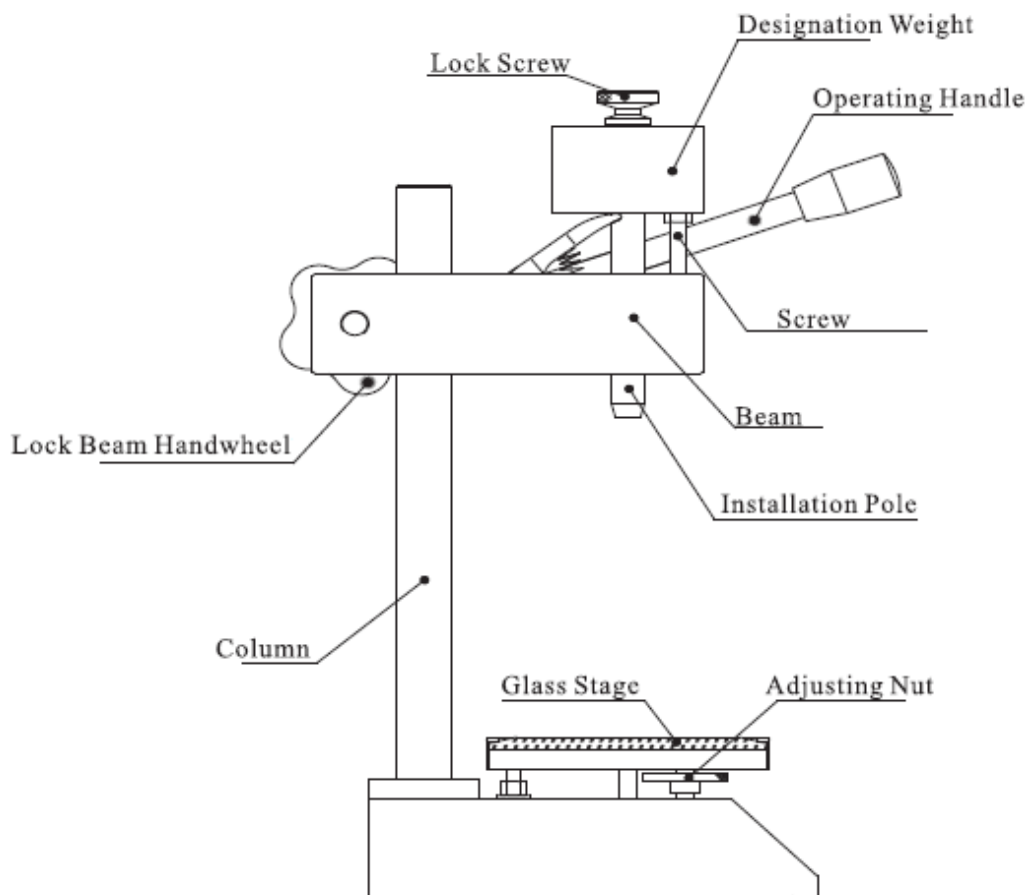 Designation Weight
Lock Screw
Operating Handle
Screw
Beam
Lock Beam Handwheel
Installation Pole
Column
Glass Stage
Adjusting Nut